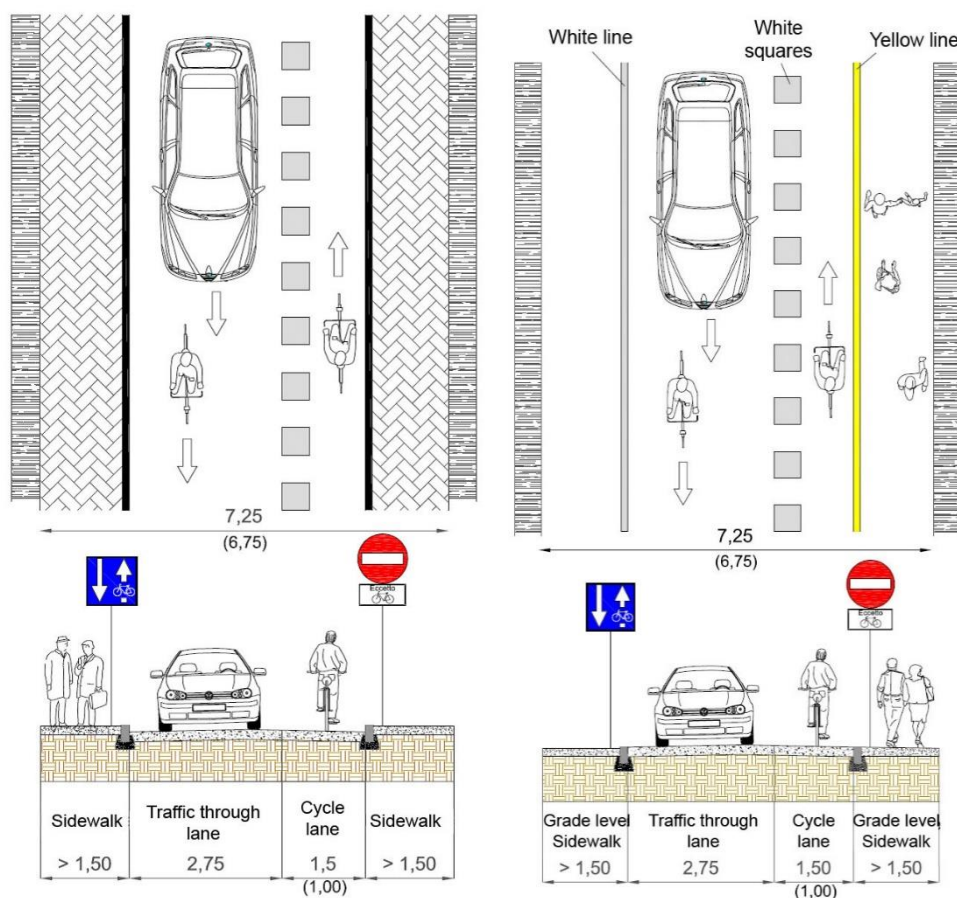 White line
White
squares
Yellow line
7,25
(6,75)
7,25
(6,75)
Eccetto
Eccetto
Sidewalk
Traffic through
lane
Cycle
lane
Sidewalk
> 1,50
2,75
1,5
> 1,50
(1,00)
Grade level
Sidewalk
Traffic through
lane
Cycle
lane
Grade level
Sidewalk
> 1,50
2,75
1,50
> 1,50
(1,00)